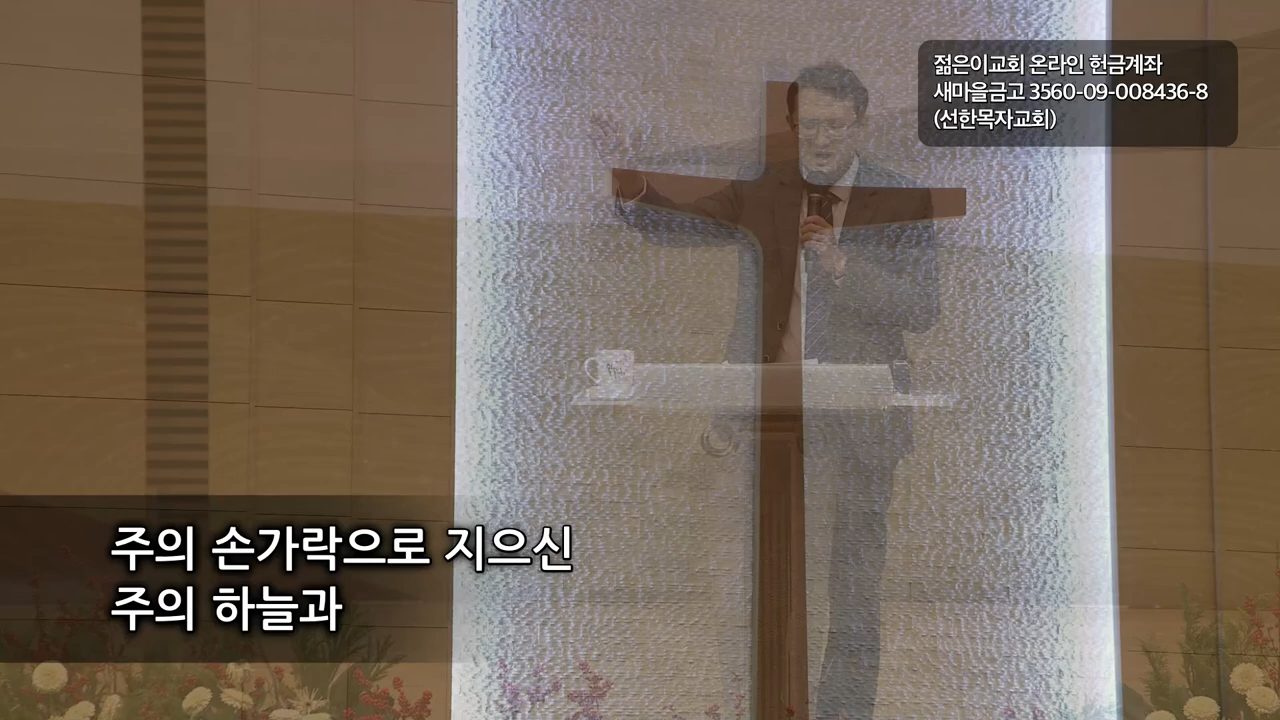 젊은이교회 온라인 헌금계좌
새마을금고 3560-09-008436-8
(선한목자교회)
주의 손가락으로 지으신
주의 하늘과